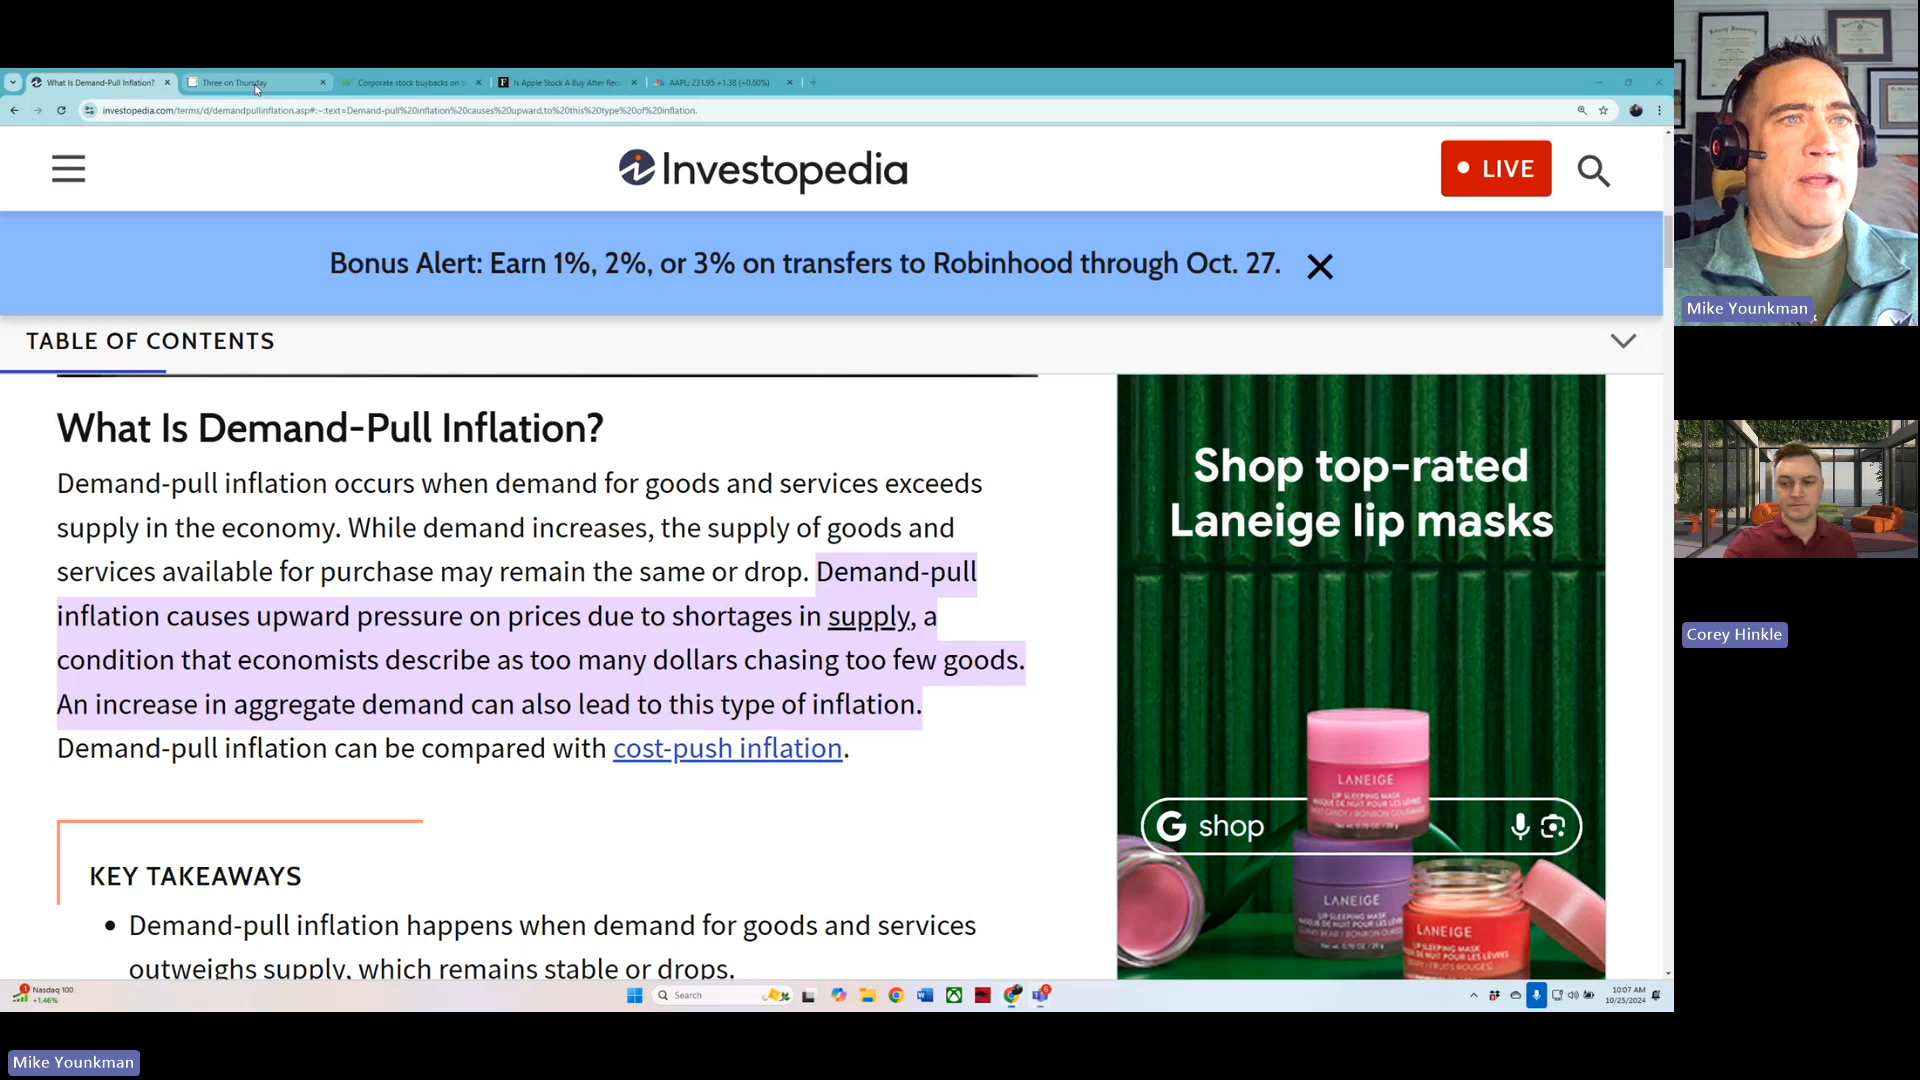 What Is Demand-Pull Inflation?
Three on Thursday
Corporate stock buybacks on t
Is Apple Stock A Buy After Rec
AAPL: 231.95 +1.38 (+0.60%)
investopedia.com/terms/d/demandpullinflation.asp#:~:text=Demand-pull%20inflation%20causes%20upward,to%20this%20type%20of%20inflation.
Investopedia
LIVE
Bonus Alert: Earn 1%, 2%, or 3% on transfers to Robinhood through Oct. 27.
TABLE OF CONTENTS
What Is Demand-Pull Inflation?
Demand-pull inflation occurs when demand for goods and services exceeds
supply in the economy. While demand increases, the supply of goods and
services available for purchase may remain the same or drop. Demand-pull
inflation causes upward pressure on prices due to shortages in supply, a
condition that economists describe as too many dollars chasing too few goods.
An increase in aggregate demand can also lead to this type of inflation.
Demand-pull inflation can be compared with cost-push inflation.
KEY TAKEAWAYS
Demand-pull inflation happens when demand for goods and services
outweighs supply, which remains stable or drops.
Shop top-rated
Laneige lip masks
LANEIGE
LIP SLEEPING MASK
G shop
LANEIGE
LIP SLEEPING MASK
LANEIGE
LIP SLEEPING MASK
Nasdaq 100
+1.46%
Search
10:07 AM
10/25/2024
Mike Younkman
Corey Hinkle
Mike Younkman